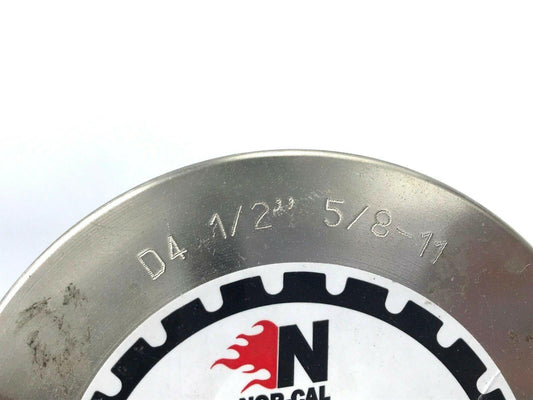 D4 1/2" 5/8-11
N
NOR-CAL